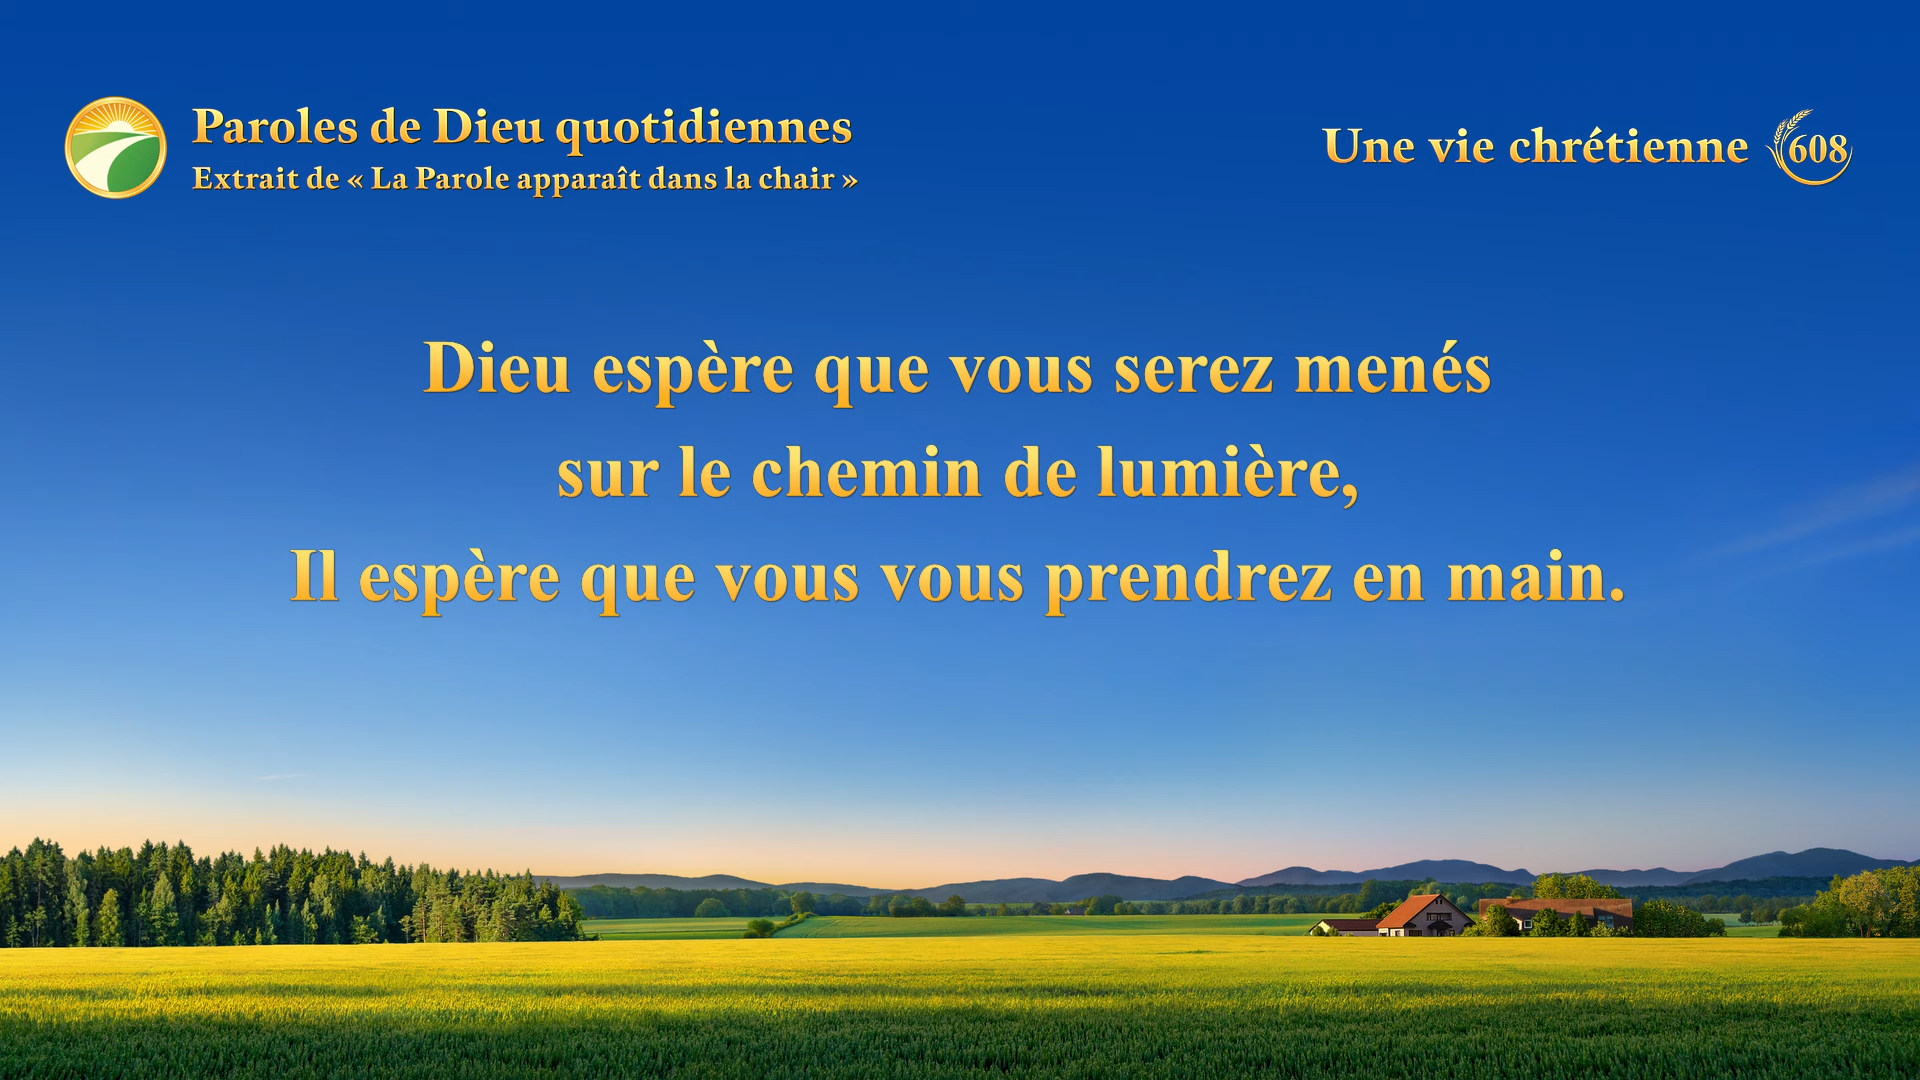 Paroles de Dieu quotidiennes
Extrait de « La Parole apparaît dans la chair »
Une vie chrétienne 608
Dieu espère que vous serez menés
sur le chemin de lumière,
Il espère que vous vous prendrez en main.